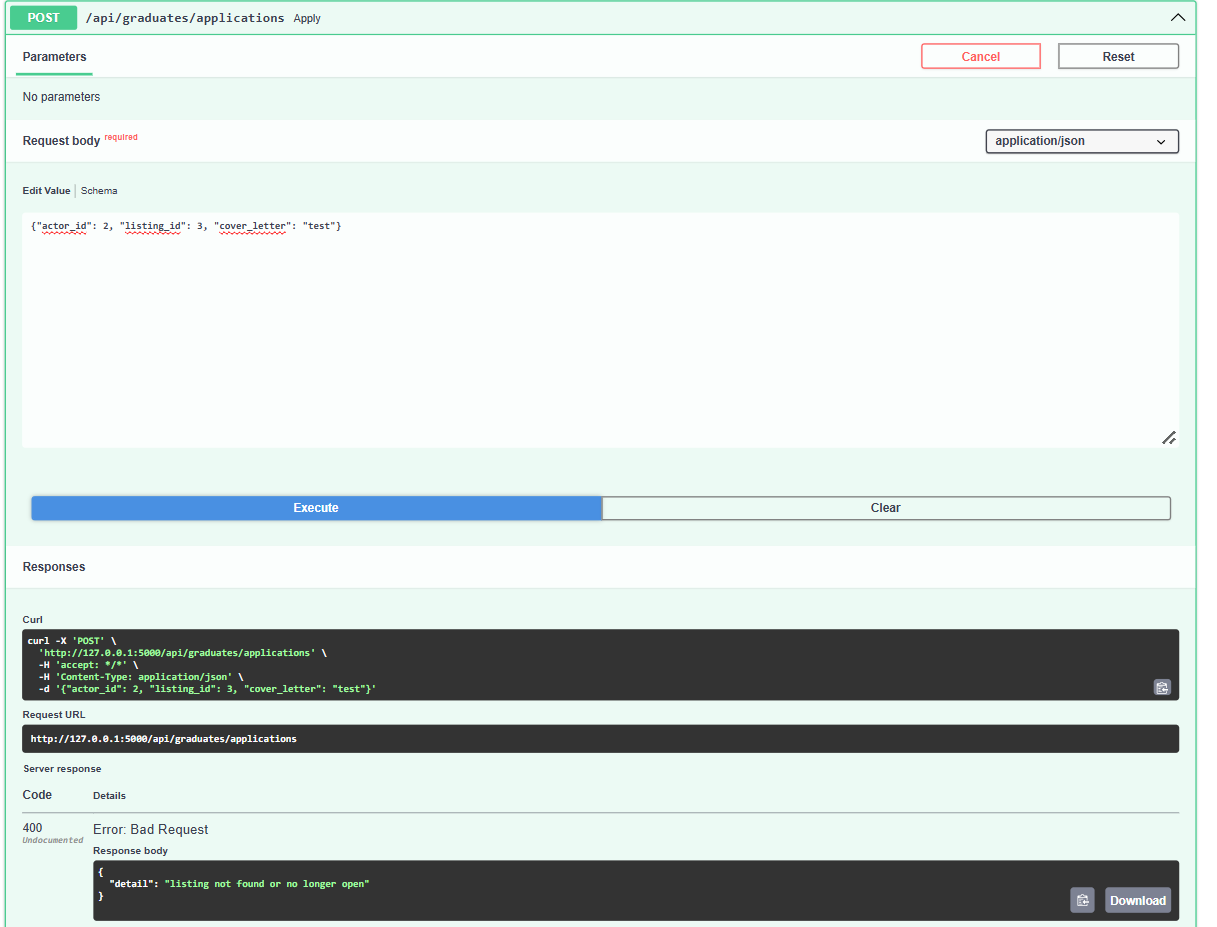 POST /api/graduates/applications Apply
Parameters Cancel Reset
No parameters
Request body required application/json
Edit Value Schema
{"actor_id": 2, "listing_id": 3, "cover_letter": "test"}
Execute Clear
Responses
Curl
curl -X 'POST' \
'http://127.0.0.1:5000/api/graduates/applications' \
-H 'accept: */*' \
-H 'Content-Type: application/json' \
-d '{"actor_id": 2, "listing_id": 3, "cover_letter": "test"}'
Request URL
http://127.0.0.1:5000/api/graduates/applications
Server response
Code Details
400 Error: Bad Request
Undocumented
Response body
{
"detail": "listing not found or no longer open"
}
Download